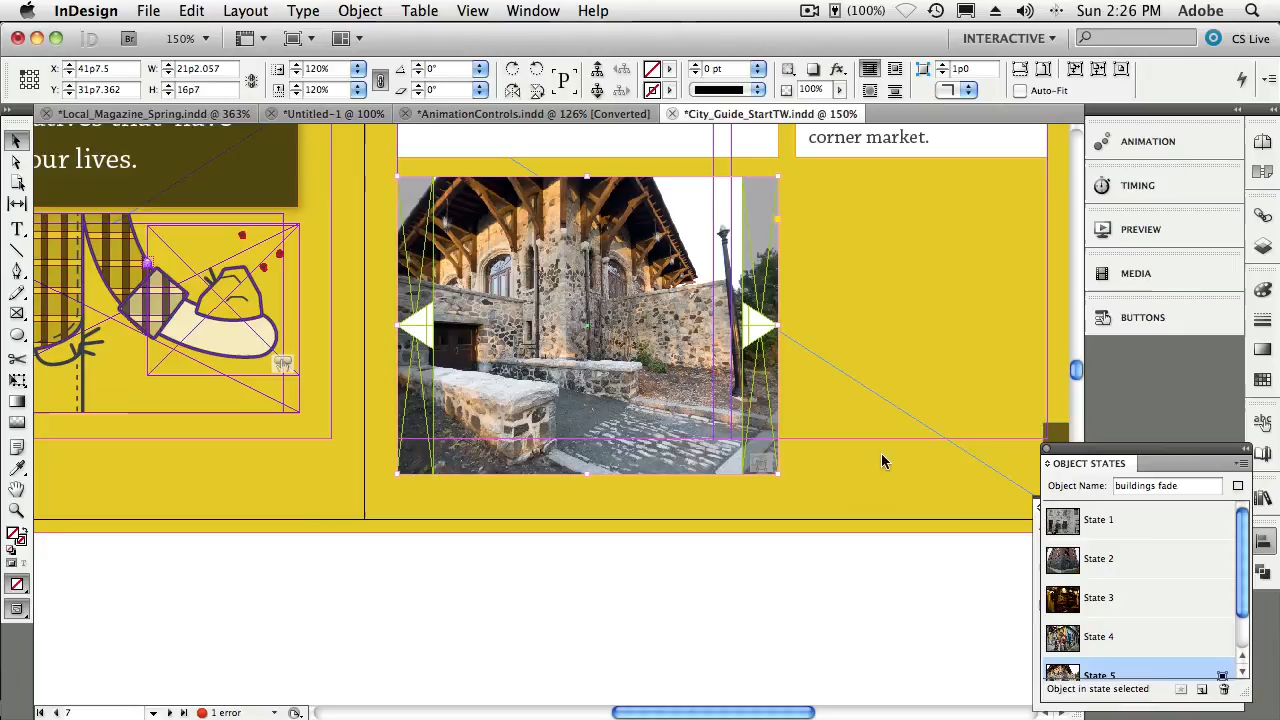 InDesign File Edit Layout Type Object Table View Window Help (100%) Sun 2:26 PM Adobe
Id Br 150% INTERACTIVE CS Live
X: 41p7.5 W: 21p2.057 120% 0° P 0 pt fx 1p0
Y: 31p7.362 H: 16p7 120% 0° 100% Auto-Fit
*Local_Magazine_Spring.indd @ 363% *Untitled-1 @ 100% *AnimationControls.indd @ 126% [Converted] *City_Guide_StartTW.indd @ 150%
our lives.
corner market.
ANIMATION
TIMING
PREVIEW
MEDIA
BUTTONS
OBJECT STATES
Object Name: buildings fade
State 1
State 2
State 3
State 4
State 5
Object in state selected
7 1 error